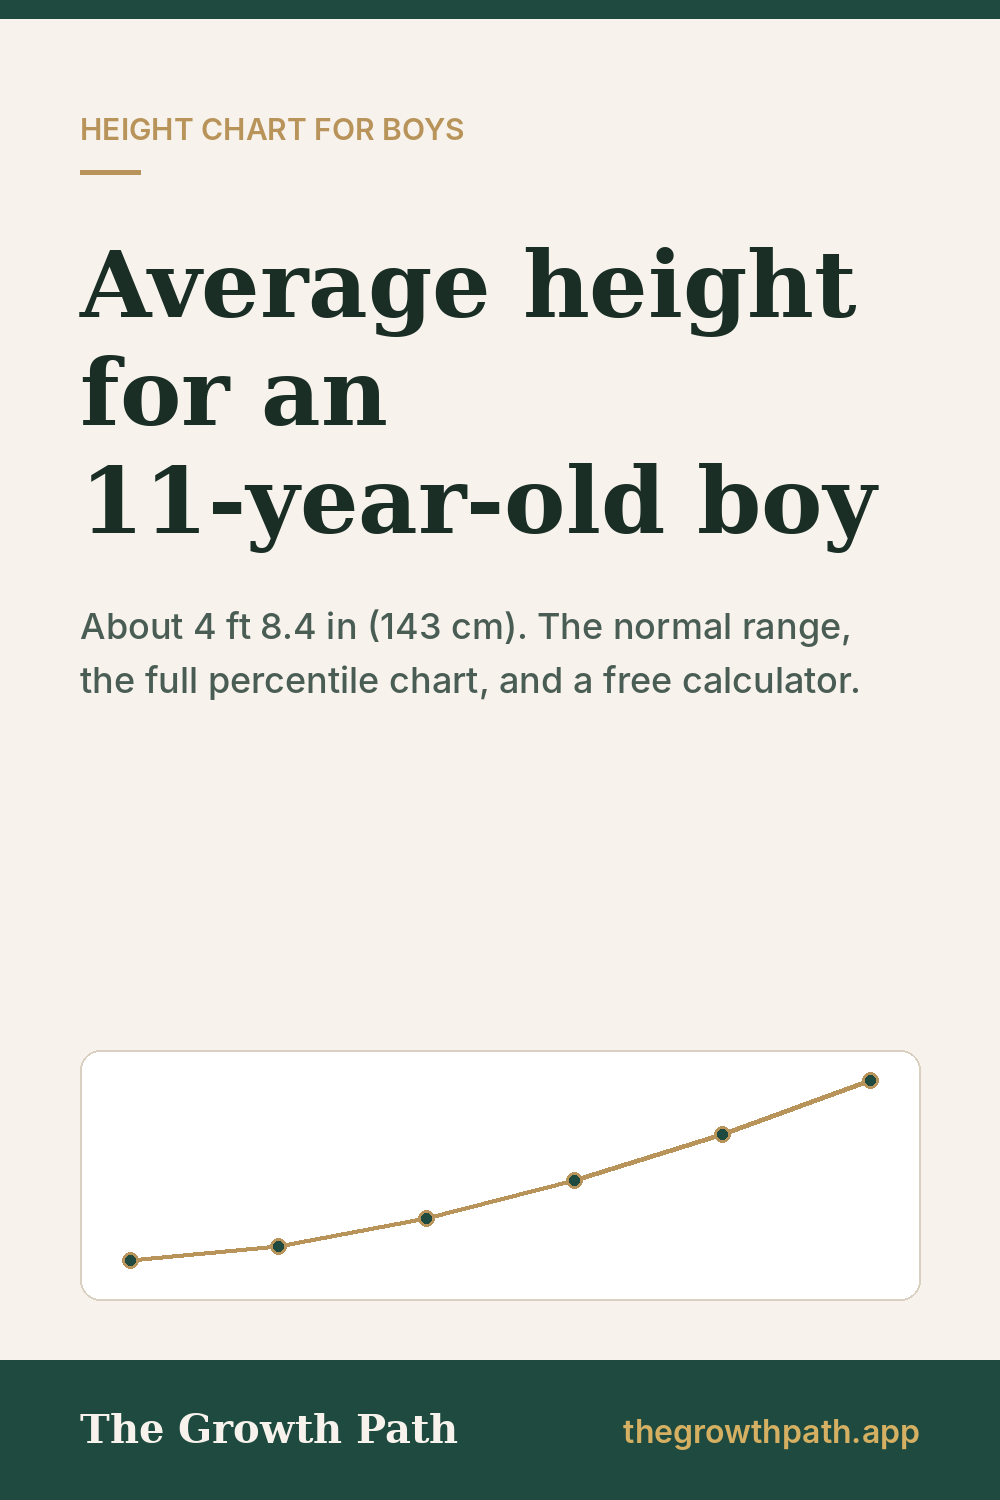 HEIGHT CHART FOR BOYS
Average height
for an
11-year-old boy
About 4 ft 8.4 in (143 cm). The normal range,
the full percentile chart, and a free calculator.
The Growth Path
thegrowthpath.app